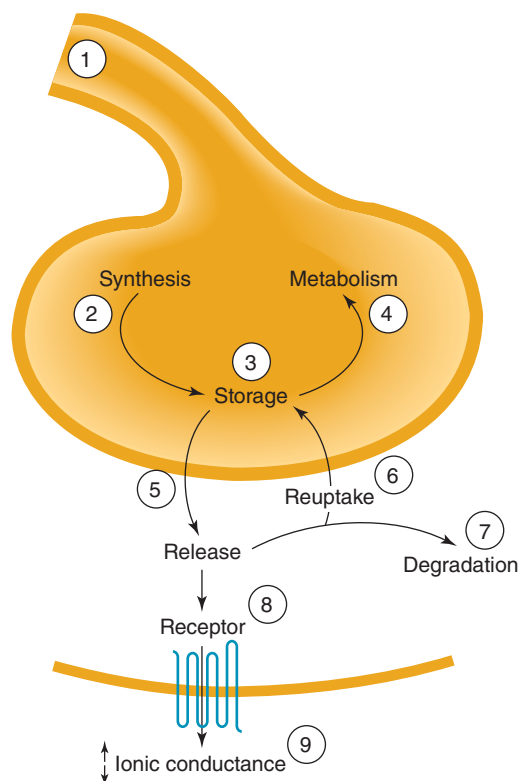 1
Synthesis
Metabolism
2
4
3
Storage
5
6
Reuptake
7
Release
Degradation
8
Receptor
9
Ionic conductance